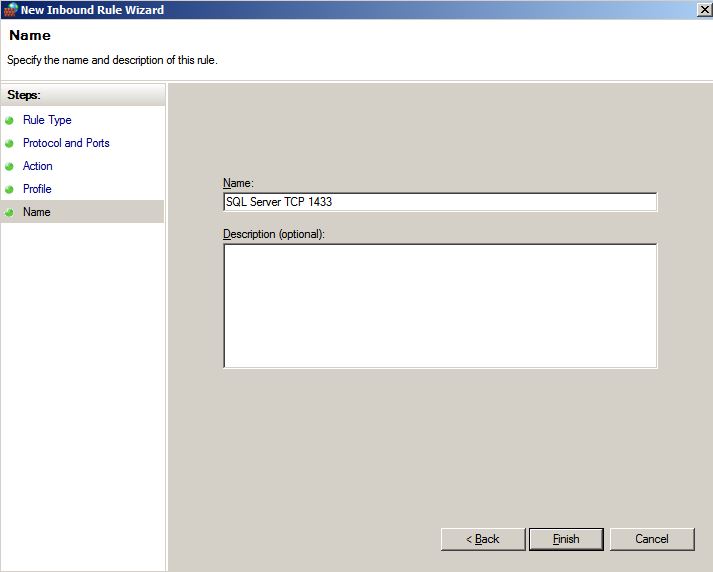 New Inbound Rule Wizard
Name
Specify the name and description of this rule.
Steps:
Rule Type
Protocol and Ports
Action
Profile
Name
Name:
SQL Server TCP 1433
Description (optional):
< Back
Finish
Cancel